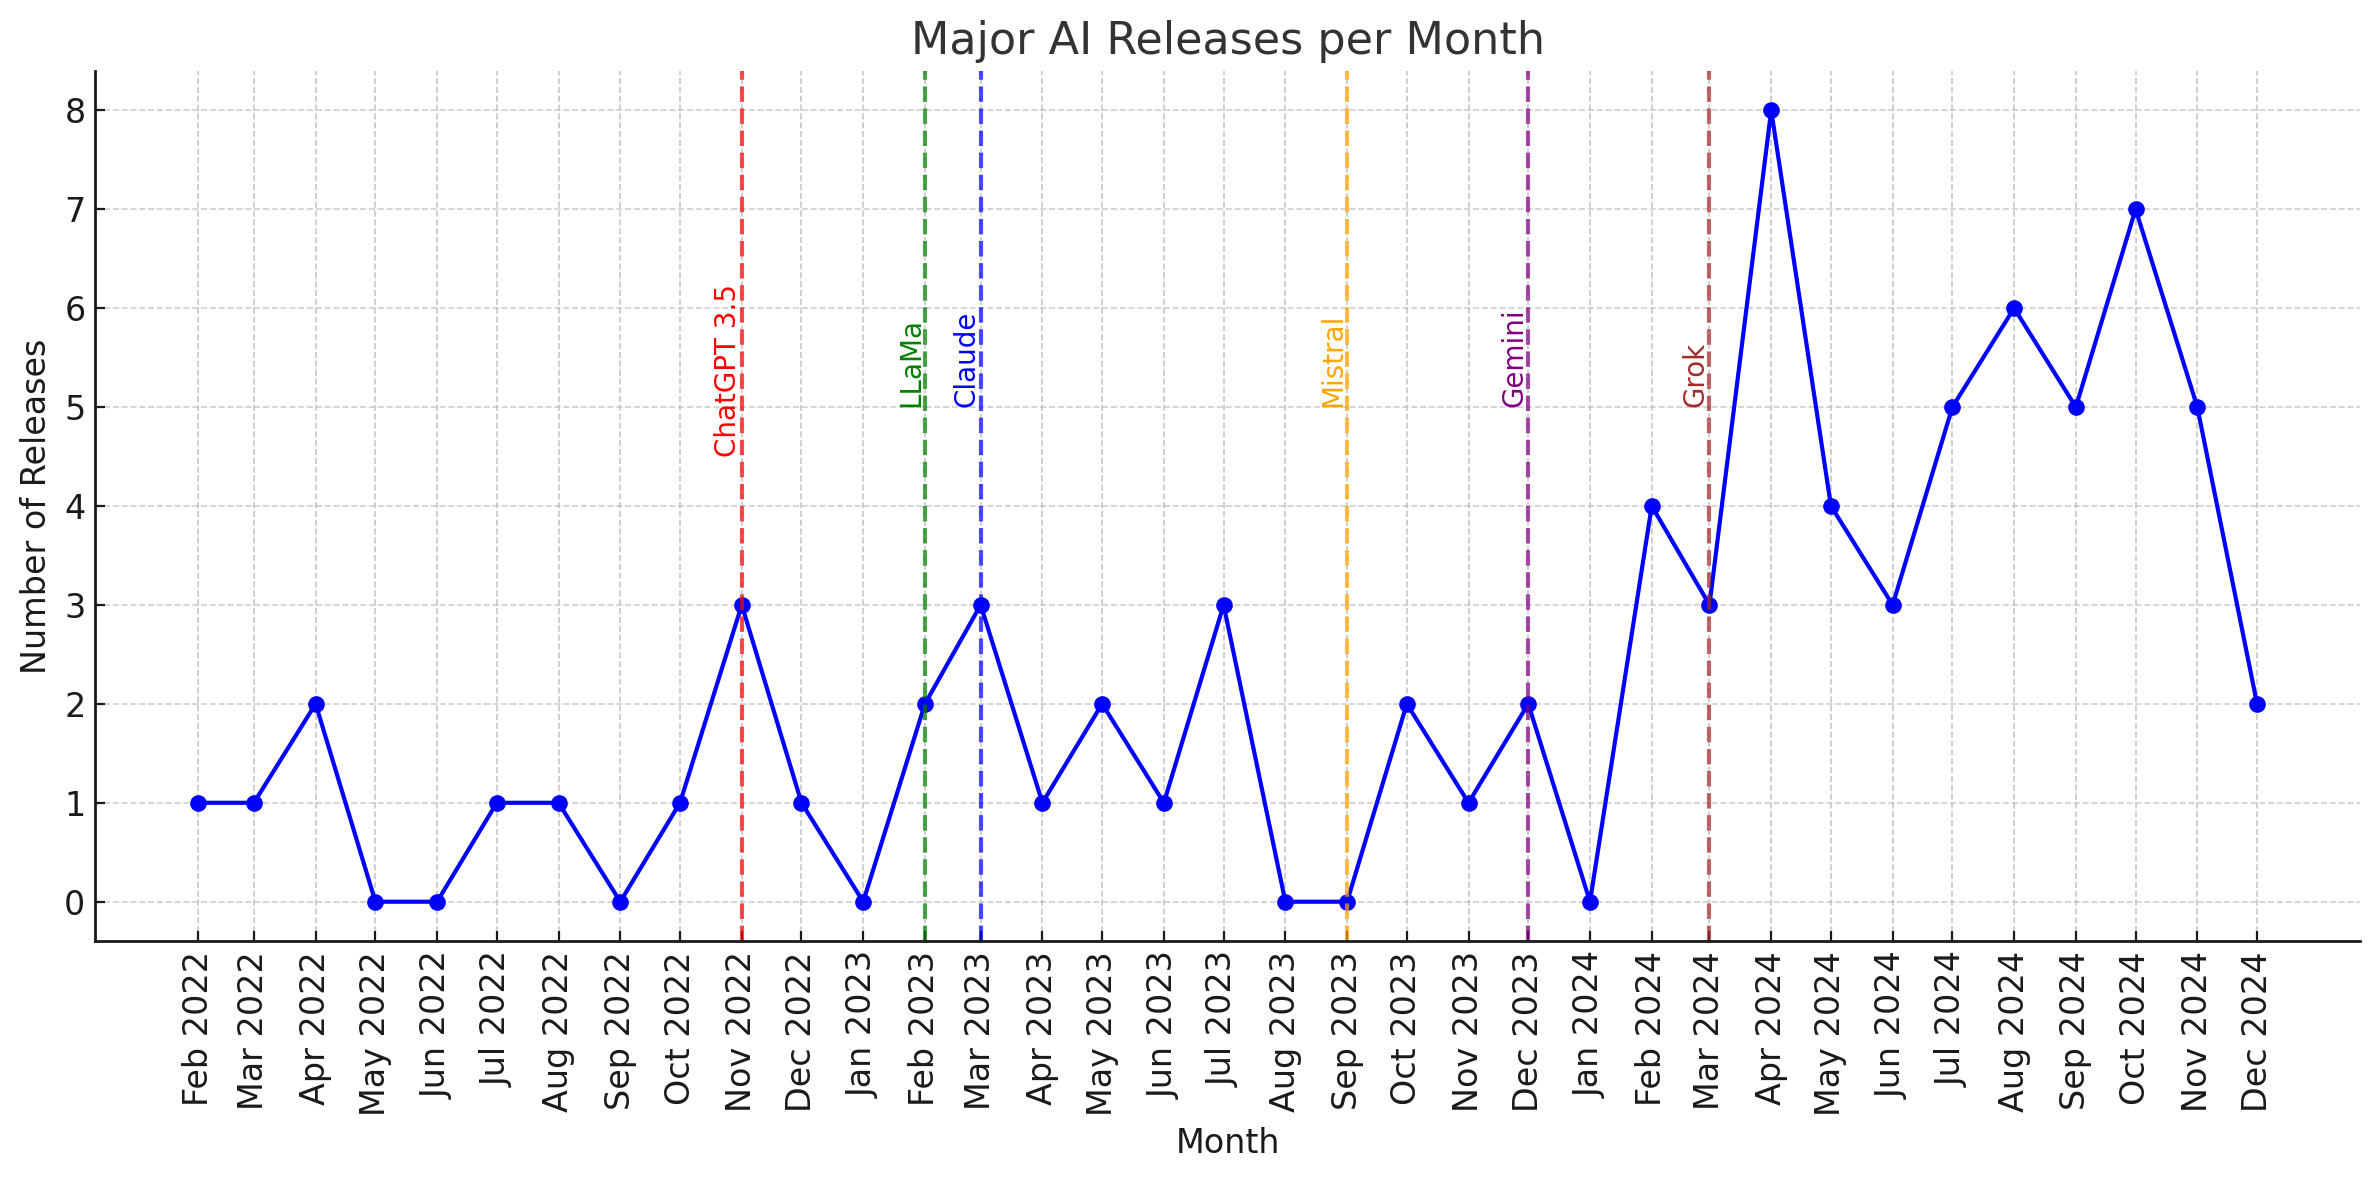 Major AI Releases per Month
Number of Releases
8
7
6
5
4
3
2
1
0
ChatGPT 3.5
LLaMa
Claude
Mistral
Gemini
Grok
Feb 2022
Mar 2022
Apr 2022
May 2022
Jun 2022
Jul 2022
Aug 2022
Sep 2022
Oct 2022
Nov 2022
Dec 2022
Jan 2023
Feb 2023
Mar 2023
Apr 2023
May 2023
Jun 2023
Jul 2023
Aug 2023
Sep 2023
Oct 2023
Nov 2023
Dec 2023
Jan 2024
Feb 2024
Mar 2024
Apr 2024
May 2024
Jun 2024
Jul 2024
Aug 2024
Sep 2024
Oct 2024
Nov 2024
Dec 2024
Month